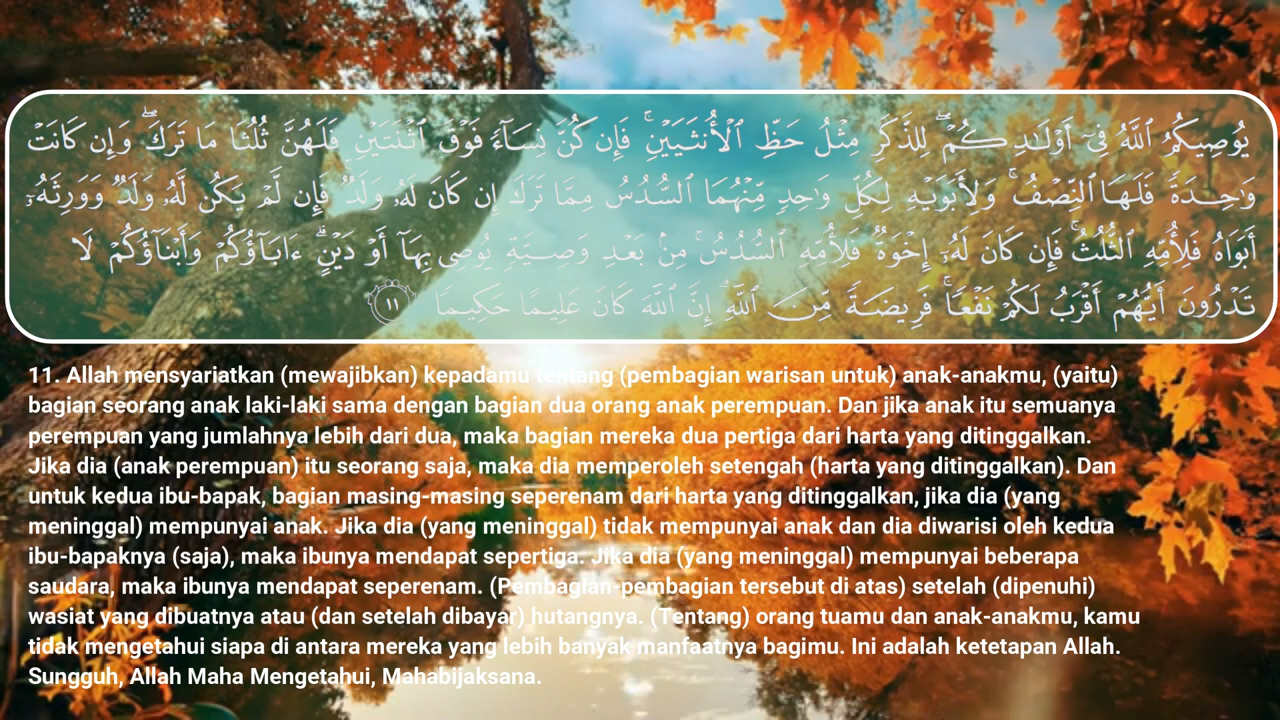 يُوصِيكُمُ ٱللَّهُ فِىٓ أَوْلَـٰدِكُمْ ۖ لِلذَّكَرِ مِثْلُ حَظِّ ٱلْأُنثَيَيْنِ ۚ فَإِن كُنَّ نِسَآءً فَوْقَ ٱثْنَتَيْنِ فَلَهُنَّ ثُلُثَا مَا تَرَكَ ۖ وَإِن كَانَتْ
وَٰحِدَةً فَلَهَا ٱلنِّصْفُ ۚ وَلِأَبَوَيْهِ لِكُلِّ وَٰحِدٍ مِّنْهُمَا ٱلسُّدُسُ مِمَّا تَرَكَ إِن كَانَ لَهُۥ وَلَدٌ ۚ فَإِن لَّمْ يَكُن لَّهُۥ وَلَدٌ وَوَرِثَهُۥٓ
أَبَوَاهُ فَلِأُمِّهِ ٱلثُّلُثُ ۚ فَإِن كَانَ لَهُۥٓ إِخْوَةٌ فَلِأُمِّهِ ٱلسُّدُسُ ۚ مِنۢ بَعْدِ وَصِيَّةٍ يُوصِى بِهَآ أَوْ دَيْنٍ ۗ ءَابَآؤُكُمْ وَأَبْنَآؤُكُمْ لَا
تَدْرُونَ أَيُّهُمْ أَقْرَبُ لَكُمْ نَفْعًا ۚ فَرِيضَةً مِّنَ ٱللَّهِ ۗ إِنَّ ٱللَّهَ كَانَ عَلِيمًا حَكِيمًا ١١
11. Allah mensyariatkan (mewajibkan) kepadamu tentang (pembagian warisan untuk) anak-anakmu, (yaitu)
bagian seorang anak laki-laki sama dengan bagian dua orang anak perempuan. Dan jika anak itu semuanya
perempuan yang jumlahnya lebih dari dua, maka bagian mereka dua pertiga dari harta yang ditinggalkan.
Jika dia (anak perempuan) itu seorang saja, maka dia memperoleh setengah (harta yang ditinggalkan). Dan
untuk kedua ibu-bapak, bagian masing-masing seperenam dari harta yang ditinggalkan, jika dia (yang
meninggal) mempunyai anak. Jika dia (yang meninggal) tidak mempunyai anak dan dia diwarisi oleh kedua
ibu-bapaknya (saja), maka ibunya mendapat sepertiga. Jika dia (yang meninggal) mempunyai beberapa
saudara, maka ibunya mendapat seperenam. (Pembagian-pembagian tersebut di atas) setelah (dipenuhi)
wasiat yang dibuatnya atau (dan setelah dibayar) hutangnya. (Tentang) orang tuamu dan anak-anakmu, kamu
tidak mengetahui siapa di antara mereka yang lebih banyak manfaatnya bagimu. Ini adalah ketetapan Allah.
Sungguh, Allah Maha Mengetahui, Mahabijaksana.